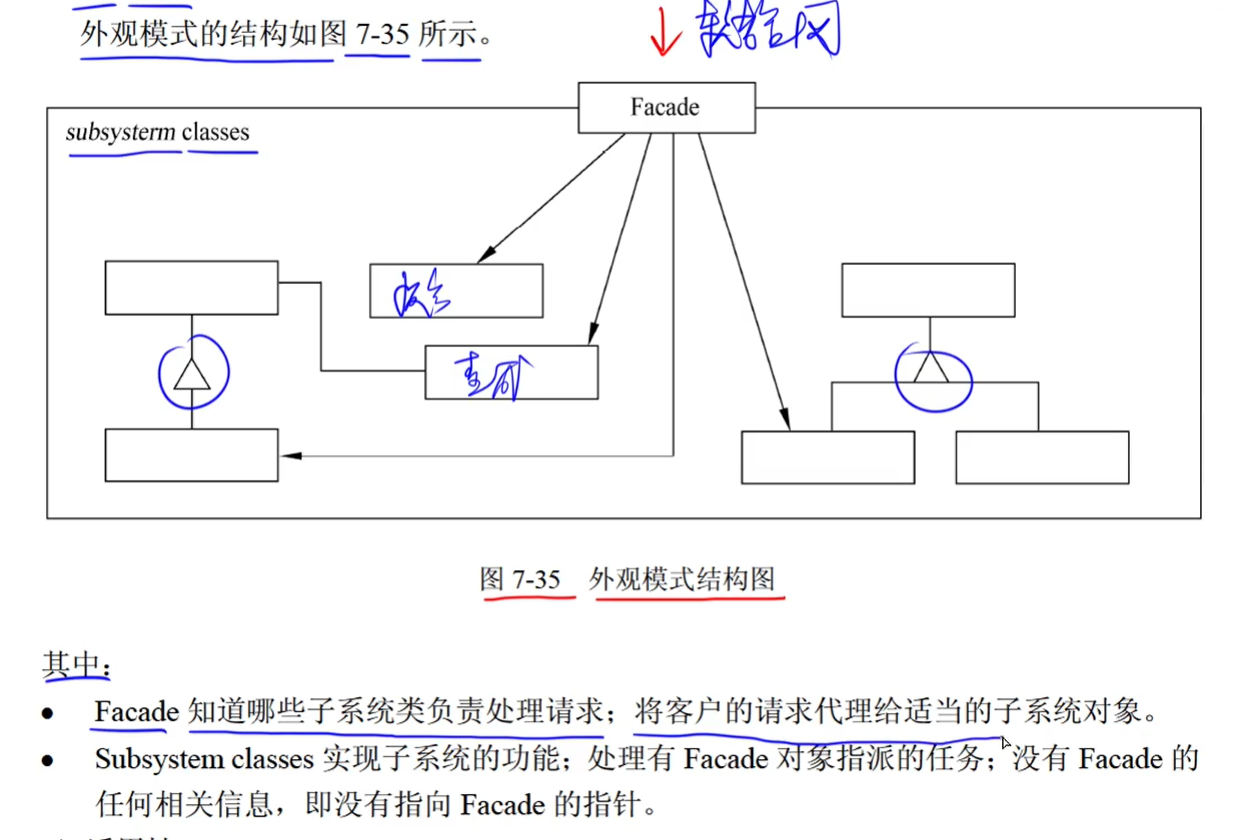 外观模式的结构如图 7-35 所示。
Facade
subsysterm classes
图 7-35 外观模式结构图
其中:
● Facade 知道哪些子系统类负责处理请求；将客户的请求代理给适当的子系统对象。
● Subsystem classes 实现子系统的功能；处理有 Facade 对象指派的任务；没有 Facade 的
任何相关信息，即没有指向 Facade 的指针。